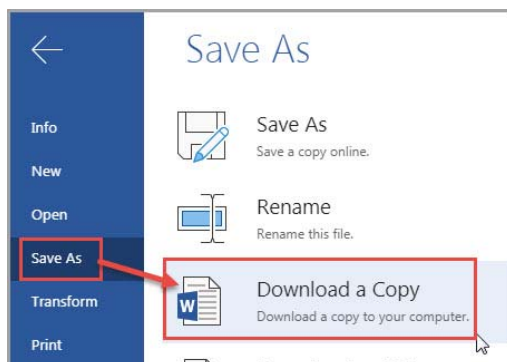 Save As
Info
New
Open
Save As
Transform
Print
Save As
Save a copy online.
Rename
Rename this file.
W
Download a Copy
Download a copy to your computer.